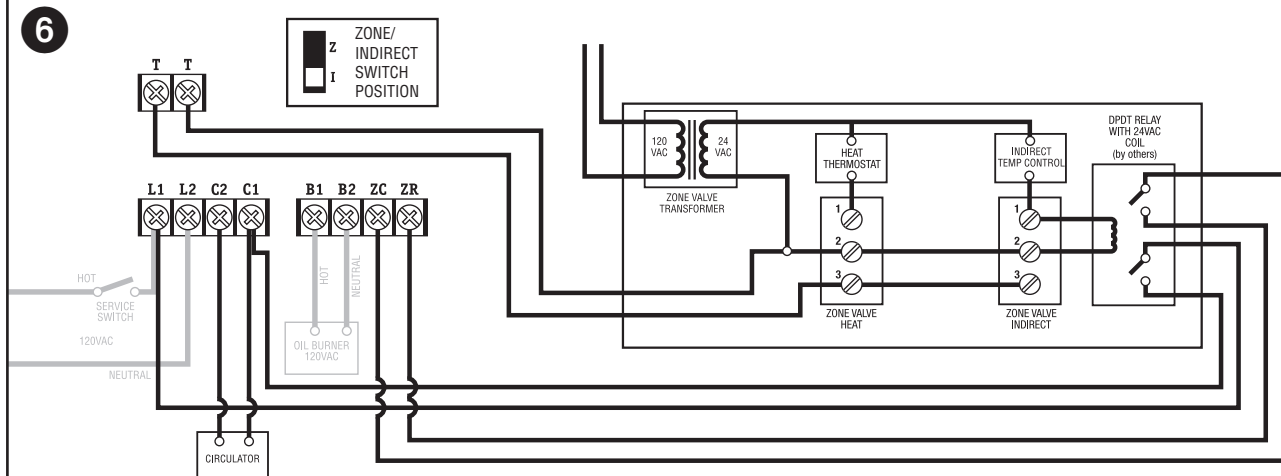 6
ZONE/
INDIRECT
SWITCH
POSITION
Z
I
T T
L1 L2 C2 C1
B1 B2 ZC ZR
HOT
SERVICE
SWITCH
120VAC
NEUTRAL
HOT
NEUTRAL
OIL BURNER
120VAC
CIRCULATOR
120
VAC
24
VAC
ZONE VALVE
TRANSFORMER
HEAT
THERMOSTAT
1
2
3
ZONE VALVE
HEAT
INDIRECT
TEMP CONTROL
1
2
3
ZONE VALVE
INDIRECT
DPDT RELAY
WITH 24VAC
COIL
(by others)